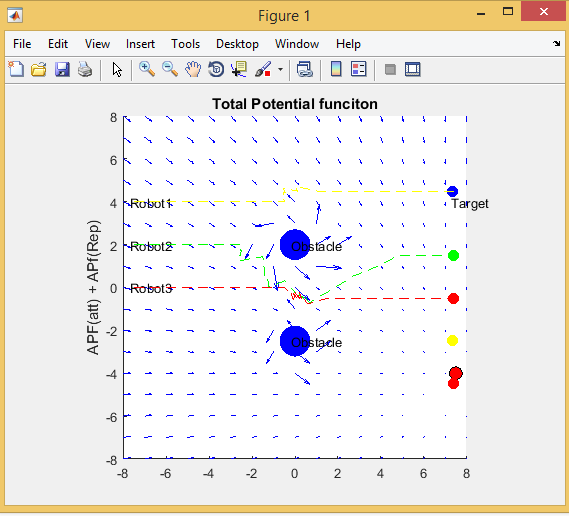 Figure 1
File Edit View Insert Tools Desktop Window Help
Total Potential funciton
APF(att) + APf(Rep)
8
6
4
2
0
-2
-4
-6
-8
Robot1
Robot2
Robot3
Obstacle
Obstacle
Target
-8 -6 -4 -2 0 2 4 6 8